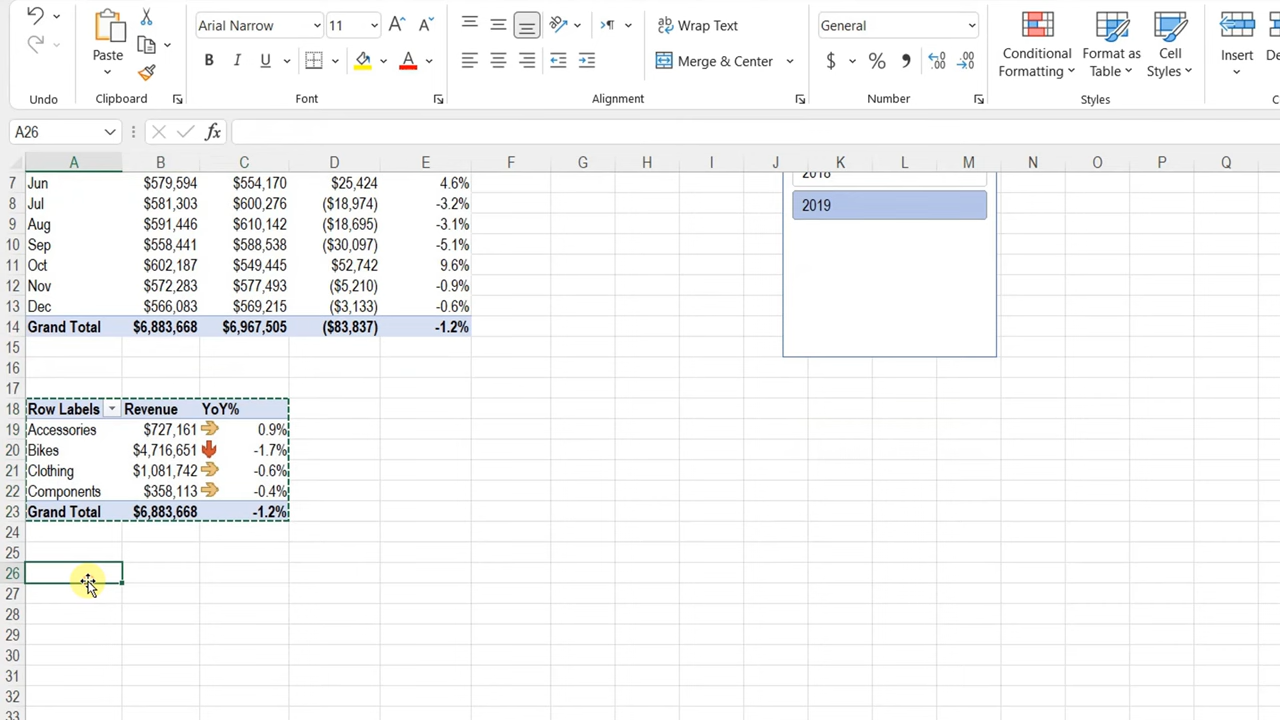 Arial Narrow 11 Wrap Text General
Paste Merge & Center $ % Conditional Formatting Format as Table Cell Styles Insert
Undo Clipboard Font Alignment Number Styles
A26 fx
A B C D E F G H I J K L M N O P Q
7 Jun $579,594 $554,170 $25,424 4.6% 2018
8 Jul $581,303 $600,276 ($18,974) -3.2% 2019
9 Aug $591,446 $610,142 ($18,695) -3.1%
10 Sep $558,441 $588,538 ($30,097) -5.1%
11 Oct $602,187 $549,445 $52,742 9.6%
12 Nov $572,283 $577,493 ($5,210) -0.9%
13 Dec $566,083 $569,215 ($3,133) -0.6%
14 Grand Total $6,883,668 $6,967,505 ($83,837) -1.2%
15
16
17
18 Row Labels Revenue YoY%
19 Accessories $727,161 0.9%
20 Bikes $4,716,651 -1.7%
21 Clothing $1,081,742 -0.6%
22 Components $358,113 -0.4%
23 Grand Total $6,883,668 -1.2%
24
25
26
27
28
29
30
31
32
33